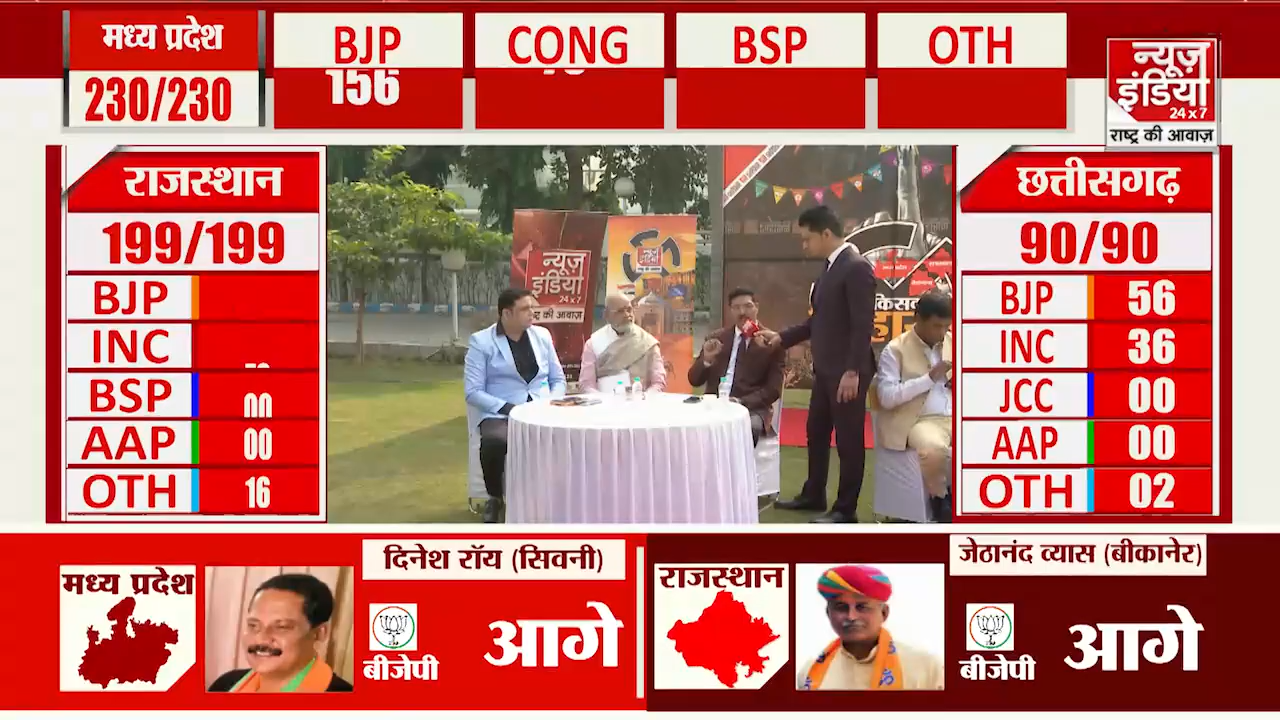 मध्य प्रदेश
230/230
BJP
156
CONG
BSP
OTH
न्यूज़
इंडिया
24x7
राष्ट्र की आवाज़
राजस्थान
199/199
BJP
INC
BSP
00
AAP
00
OTH
16
न्यूज़
इंडिया
24x7
राष्ट्र की आवाज़
छत्तीसगढ़
90/90
BJP
56
INC
36
JCC
00
AAP
00
OTH
02
मध्य प्रदेश
दिनेश रॉय (सिवनी)
बीजेपी
आगे
राजस्थान
जेठानंद व्यास (बीकानेर)
बीजेपी
आगे